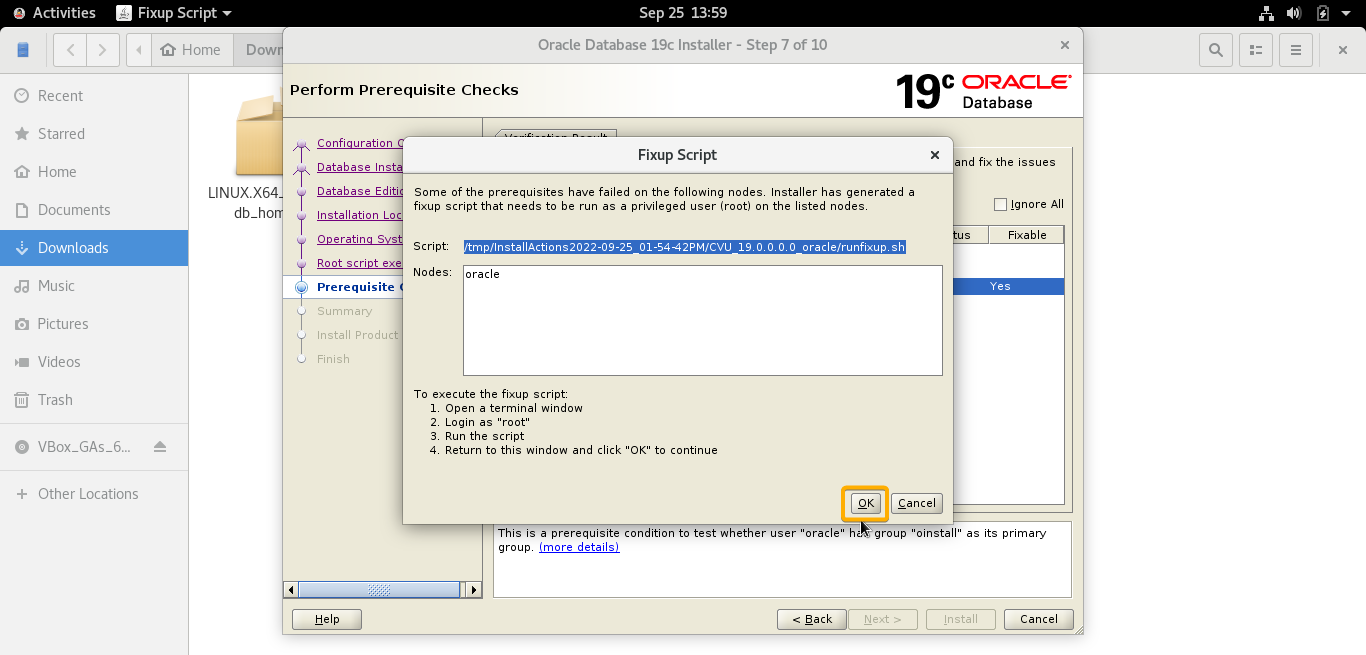 Activities
Fixup Script
Sep 25 13:59
Home
Down
Oracle Database 19c Installer - Step 7 of 10
Recent
Starred
Home
Documents
Downloads
Music
Pictures
Videos
Trash
VBox_GAs_6...
Other Locations
LINUX.X64_
db_hom
Perform Prerequisite Checks
19c ORACLE
Database
Configuration
Database Insta
Database Editio
Installation Loc
Operating Syst
Root script exe
Prerequisite
Summary
Install Product
Finish
Verification Result
and fix the issues
Ignore All
tus
Fixable
Yes
Fixup Script
Some of the prerequisites have failed on the following nodes. Installer has generated a
fixup script that needs to be run as a privileged user (root) on the listed nodes.
Script: /tmp/InstallActions2022-09-25_01-54-42PM/CVU_19.0.0.0.0_oracle/runfixup.sh
Nodes: oracle
To execute the fixup script:
1. Open a terminal window
2. Login as "root"
3. Run the script
4. Return to this window and click "OK" to continue
OK
Cancel
This is a prerequisite condition to test whether user "oracle" has group "oinstall" as its primary
group. (more details)
Help
< Back
Next >
Install
Cancel